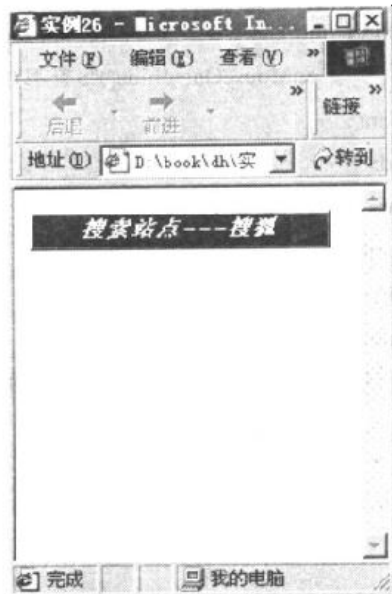 实例26 - Microsoft In...
文件(F) 编辑(E) 查看(V) »
后退 前进 » 链接 »
地址(D) D:\book\dh\实 转到
搜索站点---搜狐
完成 我的电脑